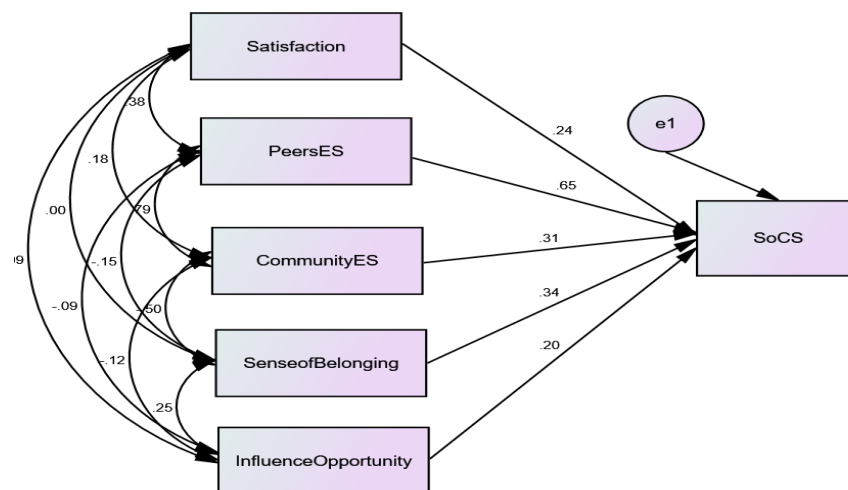 Satisfaction
.38
.24
e1
PeersES
.18
.65
.00
.79
SoCS
.31
CommunityES
-.15
.34
-.09
-.50
.20
SenseofBelonging
-.12
.25
InfluenceOpportunity